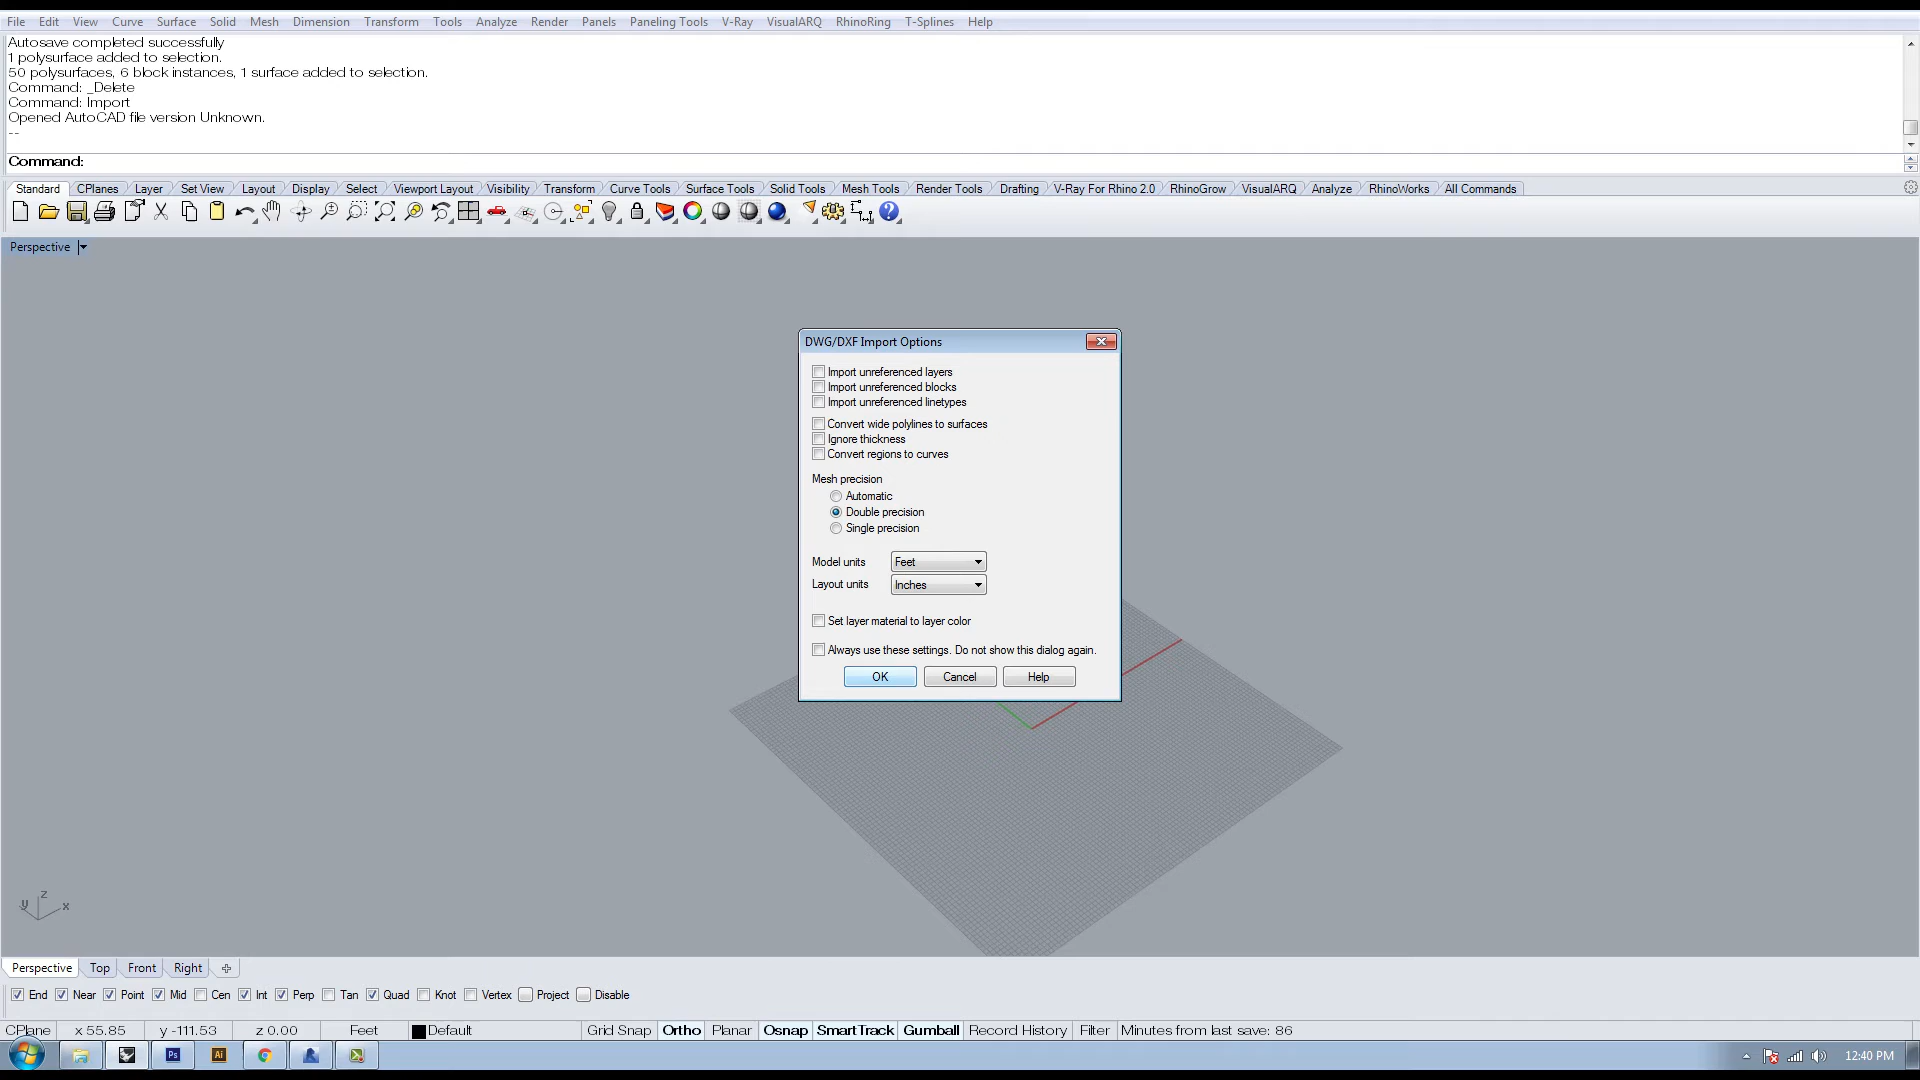 File Edit View Curve Surface Solid Mesh Dimension Transform Tools Analyze Render Panels Paneling Tools V-Ray VisualARQ RhinoRing T-Splines Help
Autosave completed successfully
1 polysurface added to selection.
50 polysurfaces, 6 block instances, 1 surface added to selection.
Command: _Delete
Command: Import
Opened AutoCAD file version Unknown.
--
Command:
Standard CPlanes Layer Set View Layout Display Select Viewport Layout Visibility Transform Curve Tools Surface Tools Solid Tools Mesh Tools Render Tools Drafting V-Ray For Rhino 2.0 RhinoGrow VisualARQ Analyze RhinoWorks All Commands
Perspective
DWG/DXF Import Options
Import unreferenced layers
Import unreferenced blocks
Import unreferenced linetypes
Convert wide polylines to surfaces
Ignore thickness
Convert regions to curves
Mesh precision
Automatic
Double precision
Single precision
Model units Feet
Layout units Inches
Set layer material to layer color
Always use these settings. Do not show this dialog again.
OK Cancel Help
z
y x
Perspective Top Front Right
End Near Point Mid Cen Int Perp Tan Quad Knot Vertex Project Disable
CPlane x 55.85 y -111.53 z 0.00 Feet Default Grid Snap Ortho Planar Osnap SmartTrack Gumball Record History Filter Minutes from last save: 86
Ps Ai 12:40 PM